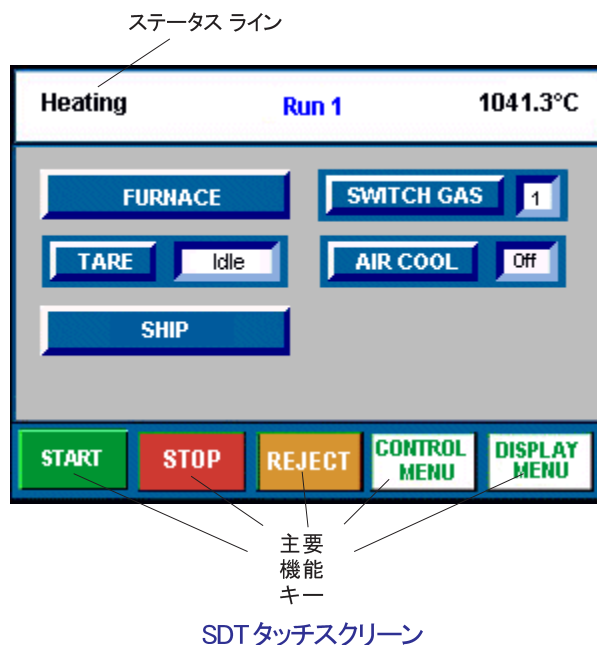 ステータス ライン
Heating Run 1 1041.3°C
FURNACE SWITCH GAS 1
TARE Idle AIR COOL Off
SHIP
START STOP REJECT CONTROL MENU DISPLAY MENU
主要
機能
キー
SDTタッチスクリーン